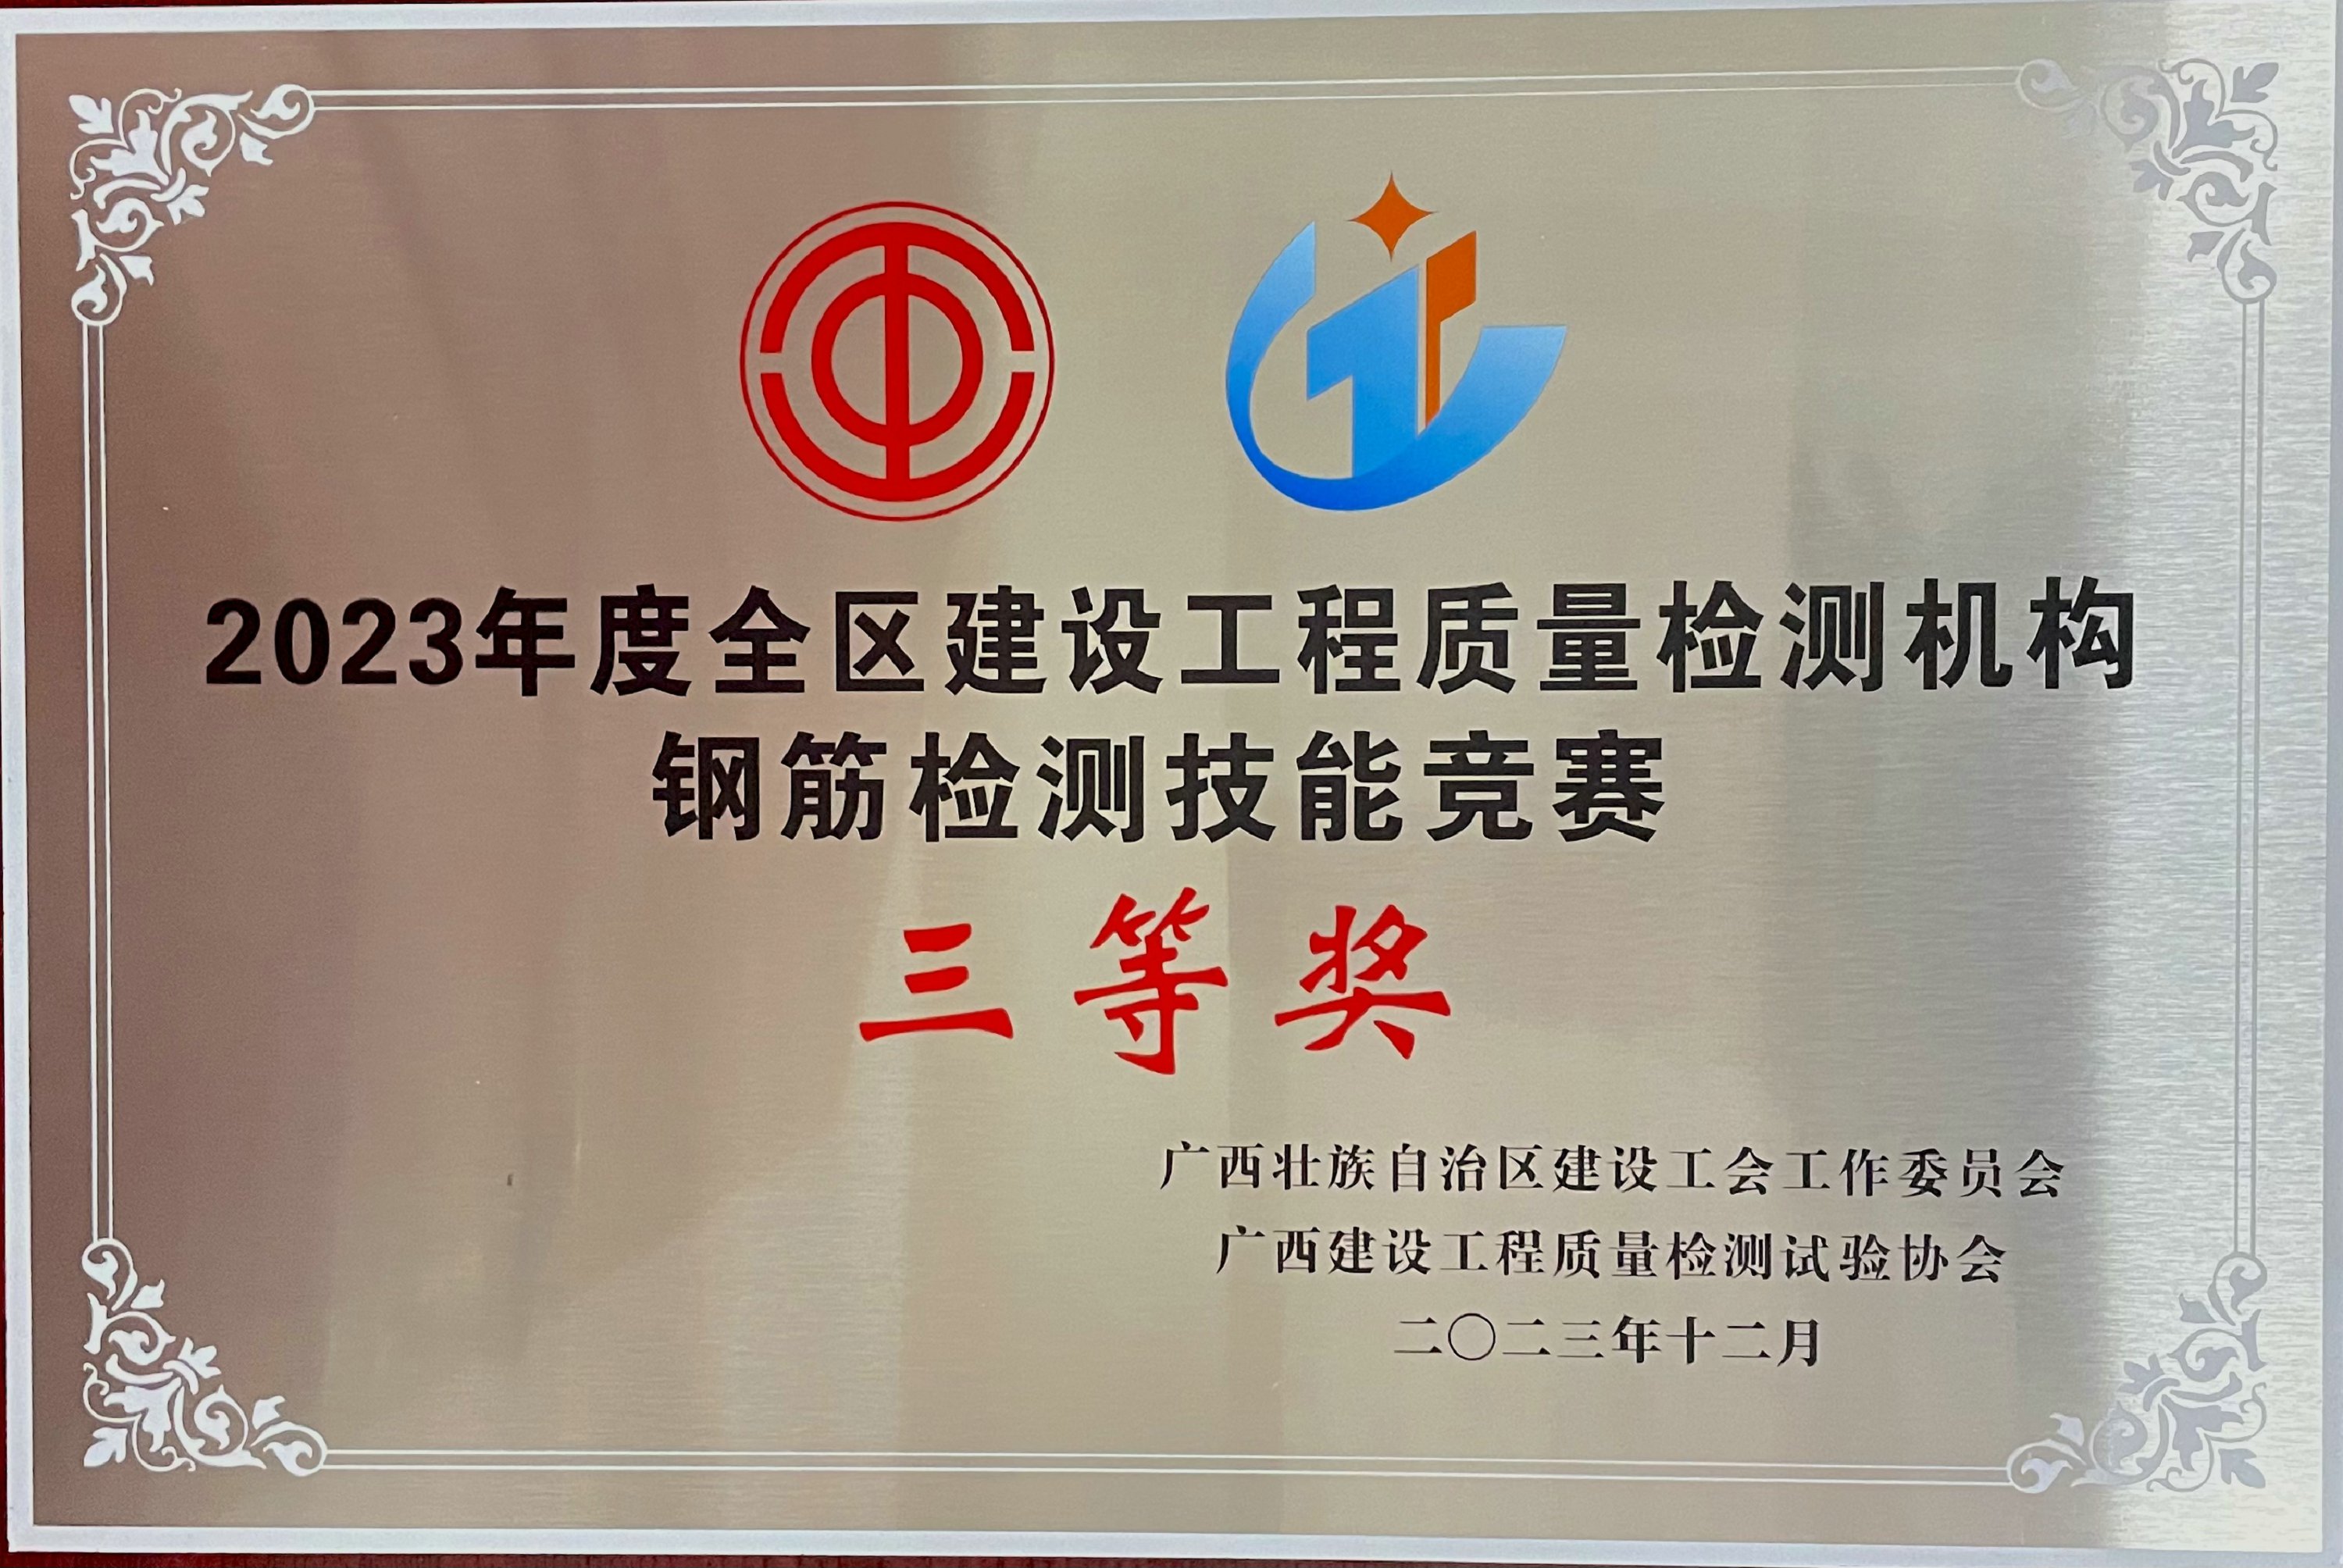 2023年度全区建设工程质量检测机构
钢筋检测技能竞赛
三等奖
广西壮族自治区建设工会工作委员会
广西建设工程质量检测试验协会
二〇二三年十二月